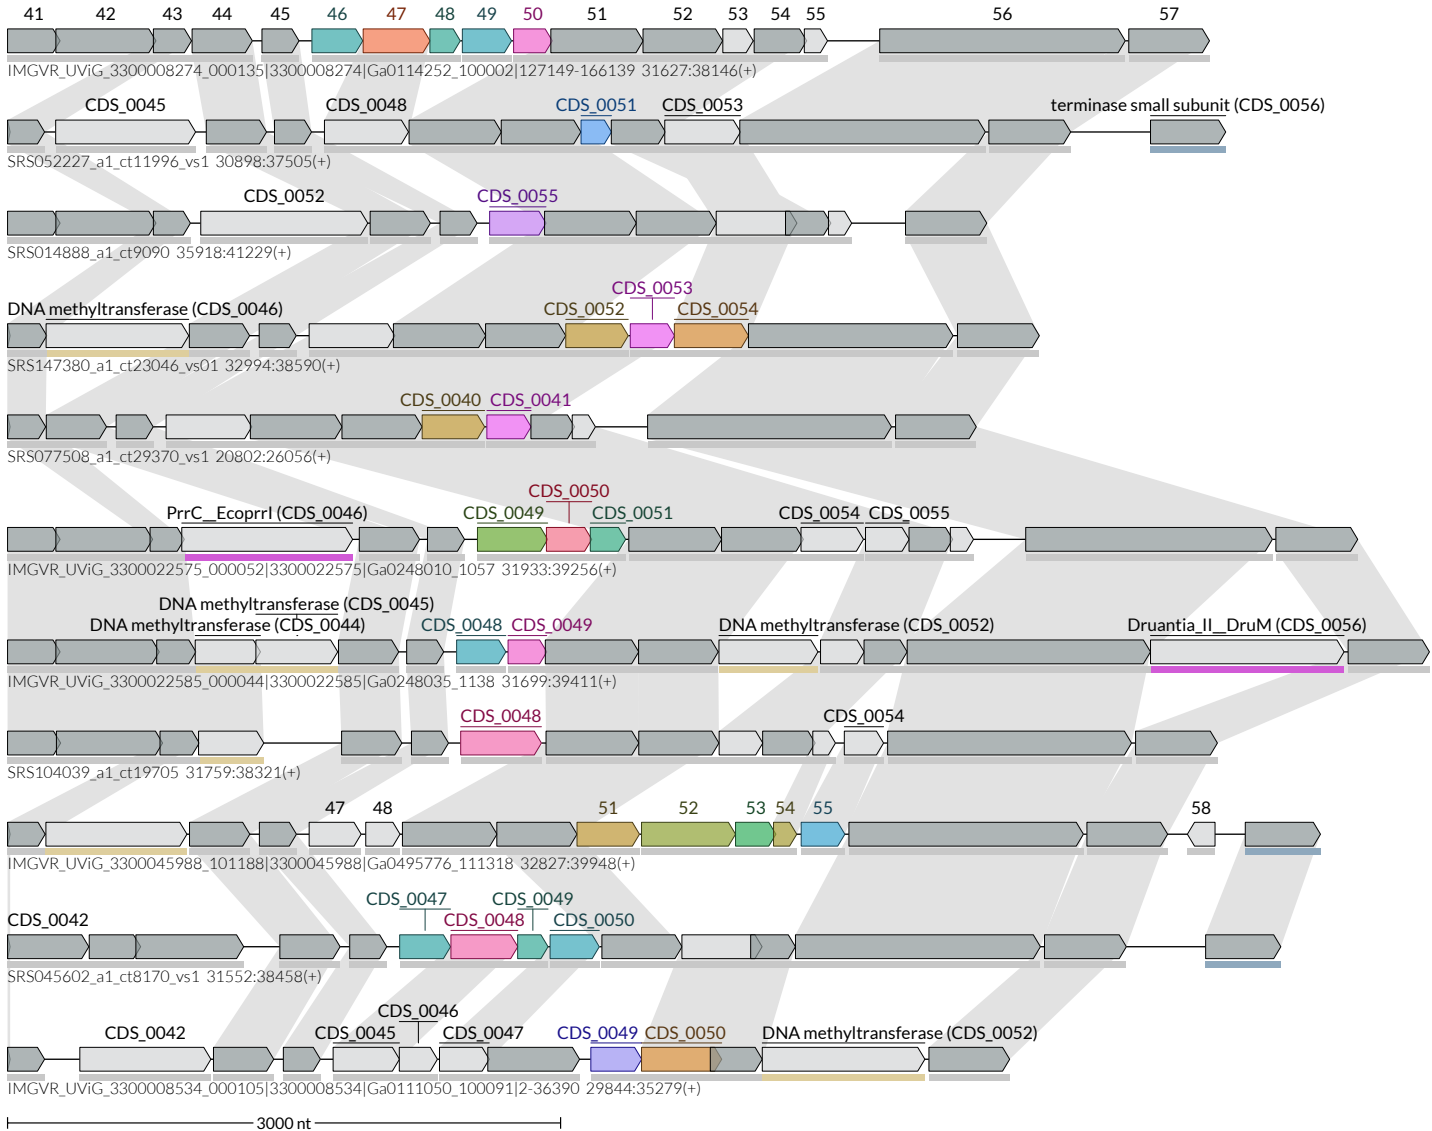 41 42 43 44 45 46 47 48 49 50 51 52 53 54 55 56 57
IMGVR_UViG_3300008274_000135|3300008274|Ga0114252_100002|127149-166139 31627:38146(+)
CDS_0045 CDS_0048 CDS_0051 CDS_0053 terminase small subunit (CDS_0056)
SRS052227_a1_ct11996_vs1 30898:37505(+)
CDS_0052 CDS_0055
SRS014888_a1_ct9090 35918:41229(+)
CDS_0053
DNA methyltransferase (CDS_0046) CDS_0052 CDS_0054
SRS147380_a1_ct23046_vs01 32994:38590(+)
CDS_0040 CDS_0041
SRS077508_a1_ct29370_vs1 20802:26056(+)
CDS_0050
PrrC__EcoprrI (CDS_0046) CDS_0049 CDS_0051 CDS_0054 CDS_0055
IMGVR_UViG_3300022575_000052|3300022575|Ga0248010_1057 31933:39256(+)
DNA methyltransferase (CDS_0045)
DNA methyltransferase (CDS_0044) CDS_0048 CDS_0049 DNA methyltransferase (CDS_0052) Druantia_II__DruM (CDS_0056)
IMGVR_UViG_3300022585_000044|3300022585|Ga0248035_1138 31699:39411(+)
CDS_0048 CDS_0054
SRS104039_a1_ct19705 31759:38321(+)
47 48 51 52 53 54 55 58
IMGVR_UViG_3300045988_101188|3300045988|Ga0495776_111318 32827:39948(+)
CDS_0047 CDS_0049
CDS_0042 CDS_0048 CDS_0050
SRS045602_a1_ct8170_vs1 31552:38458(+)
CDS_0046
CDS_0042 CDS_0045 CDS_0047 CDS_0049 CDS_0050 DNA methyltransferase (CDS_0052)
IMGVR_UViG_3300008534_000105|3300008534|Ga0111050_100091|2-36390 29844:35279(+)
3000 nt